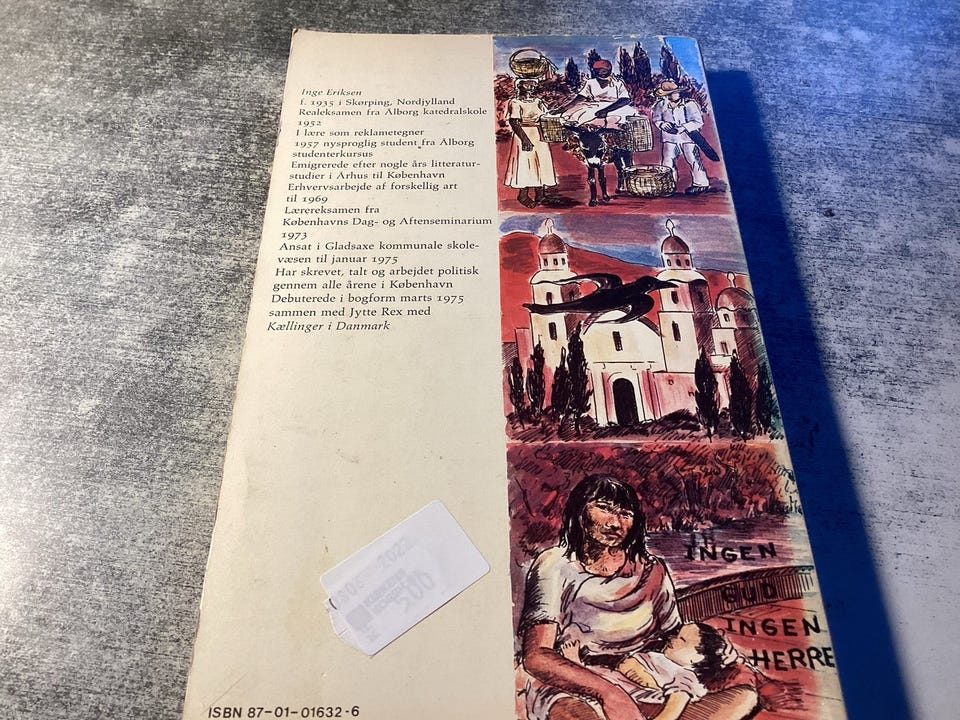 Inge Eriksen
f. 1935 i Skørping, Nordjylland
Realeksamen fra Ålborg katedralskole
1952
I lære som reklametegner
1957 nysproglig student fra Ålborg
studenterkursus
Emigrerede efter nogle års litteratur-
studier i Århus til København
Erhvervsarbejde af forskellig art
til 1969
Lærereksamen fra
Københavns Dag- og Aftenseminarium
1973
Ansat i Gladsaxe kommunale skole-
væsen til januar 1975
Har skrevet, talt og arbejdet politisk
gennem alle årene i København
Debuterede i bogform marts 1975
sammen med Jytte Rex med
Kællinger i Danmark
ISBN 87-01-01632-6
INGEN
GUD
INGEN
HERRE